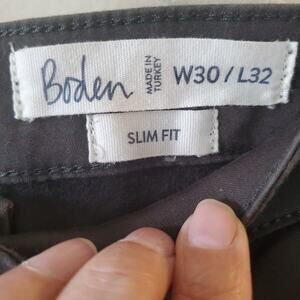 Boden MADE IN TURKEY W30/L32
SLIM FIT